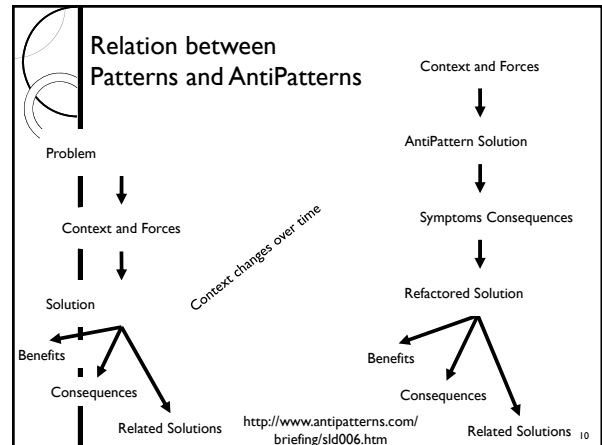 Relation between
Patterns and AntiPatterns
Problem
Context and Forces
Solution
Benefits
Consequences
Related Solutions
Context changes over time
Context and Forces
AntiPattern Solution
Symptoms Consequences
Refactored Solution
Benefits
Consequences
Related Solutions
http://www.antipatterns.com/
briefing/sld006.htm
10